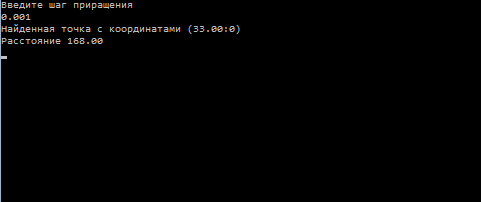 Введите шаг приращения
0.001
Найденная точка с координатами (33.00:0)
Расстояние 168.00